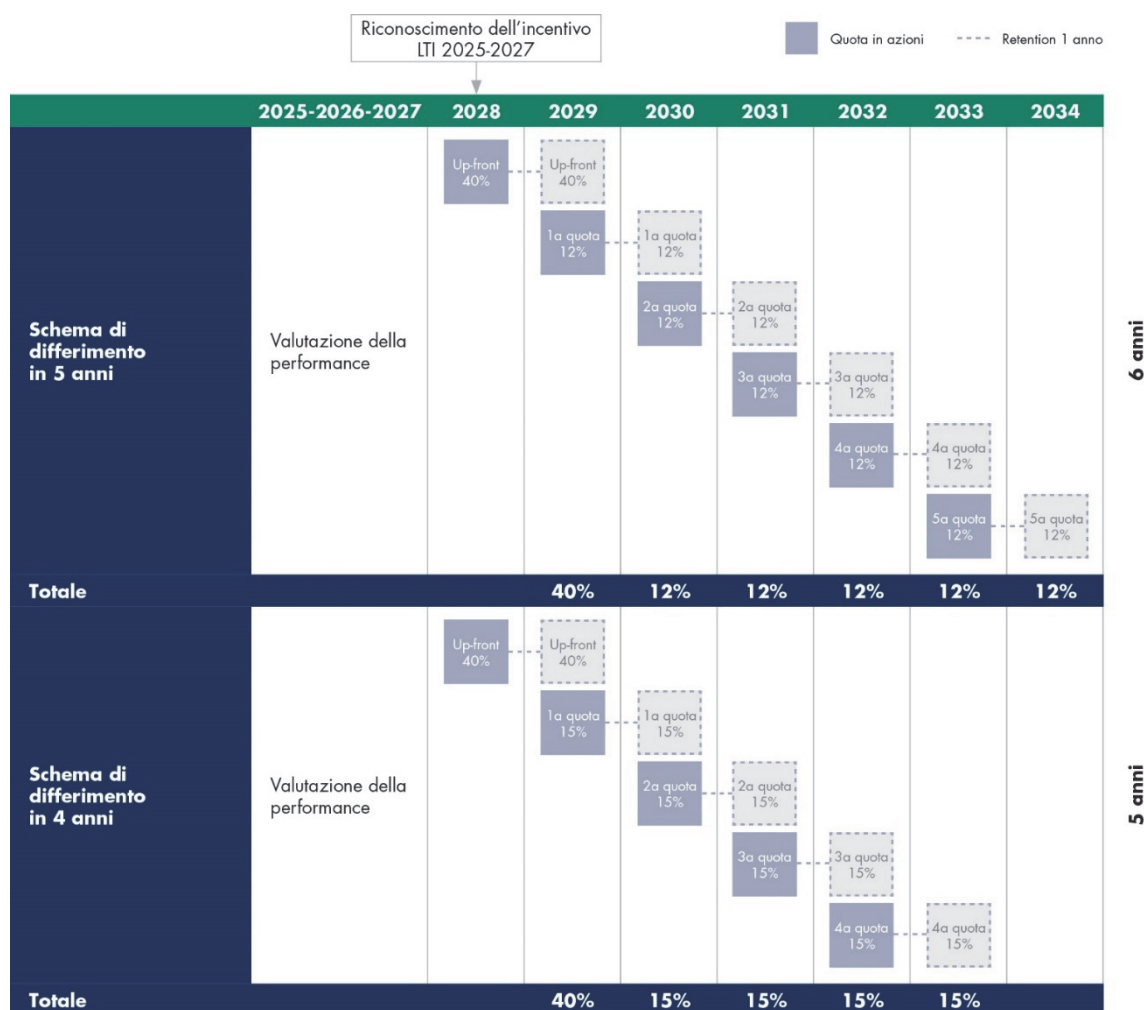 Riconoscimento dell'incentivo
LTI 2025-2027
Quota in azioni
Retention 1 anno
2025-2026-2027 2028 2029 2030 2031 2032 2033 2034
Schema di
differimento
in 5 anni
Valutazione della
performance
Up-front
40%
Up-front
40%
1a quota
12%
1a quota
12%
2a quota
12%
2a quota
12%
3a quota
12%
3a quota
12%
4a quota
12%
4a quota
12%
5a quota
12%
5a quota
12%
6 anni
Totale 40% 12% 12% 12% 12% 12%
Schema di
differimento
in 4 anni
Valutazione della
performance
Up-front
40%
Up-front
40%
1a quota
15%
1a quota
15%
2a quota
15%
2a quota
15%
3a quota
15%
3a quota
15%
4a quota
15%
4a quota
15%
5 anni
Totale 40% 15% 15% 15% 15%